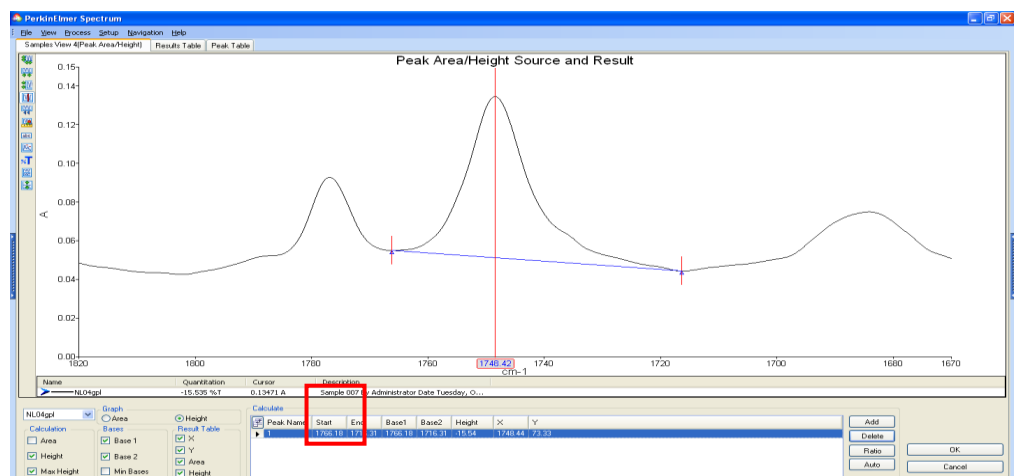 PerkinElmer Spectrum
File View Process Setup Navigation Help
Samples View 4(Peak Area/Height) Results Table Peak Table
Peak Area/Height Source and Result
0.15
0.14
0.12
0.10
0.08
0.06
0.04
0.02
0.00
A
abc
%T
1820 1800 1780 1760 1748.42 1740 1720 1700 1680 1670
cm-1
Name Quantitation Cursor Description
NL04gpl -15.535 %T 0.13471 A Sample 007 By Administrator Date Tuesday, O...
NL04gpl
Graph
Area Height
Calculation
Area
Height
Max Height
Bases
Base 1
Base 2
Min Bases
Result Table
X
Y
Area
Height
Calculate
Peak Name Start End Base1 Base2 Height X Y
1 1766.18 1716.31 1766.18 1716.31 -15.54 1748.44 73.33
Add
Delete
Ratio
Auto
OK
Cancel